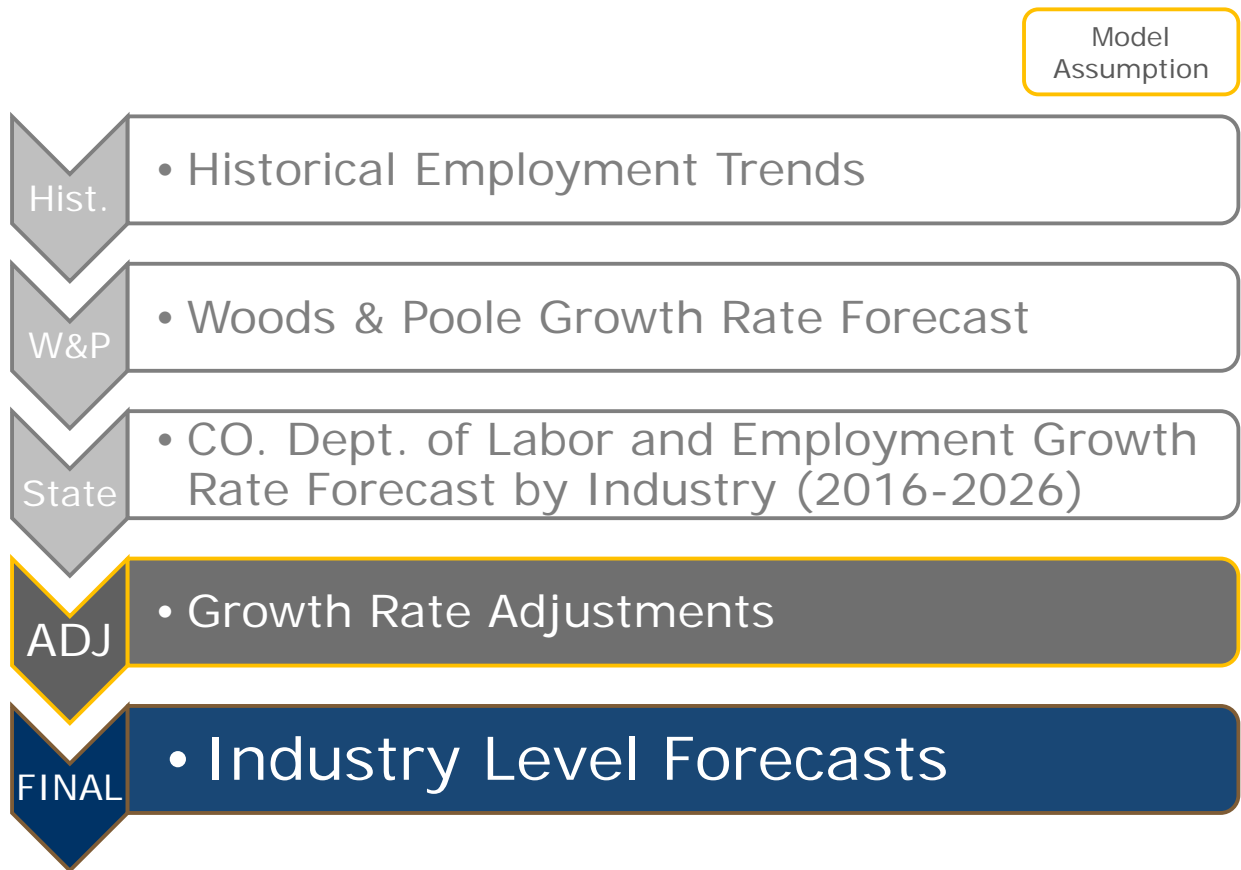 Model
Assumption
Hist.
• Historical Employment Trends
W&P
• Woods & Poole Growth Rate Forecast
State
• CO. Dept. of Labor and Employment Growth
Rate Forecast by Industry (2016-2026)
ADJ
• Growth Rate Adjustments
FINAL
• Industry Level Forecasts